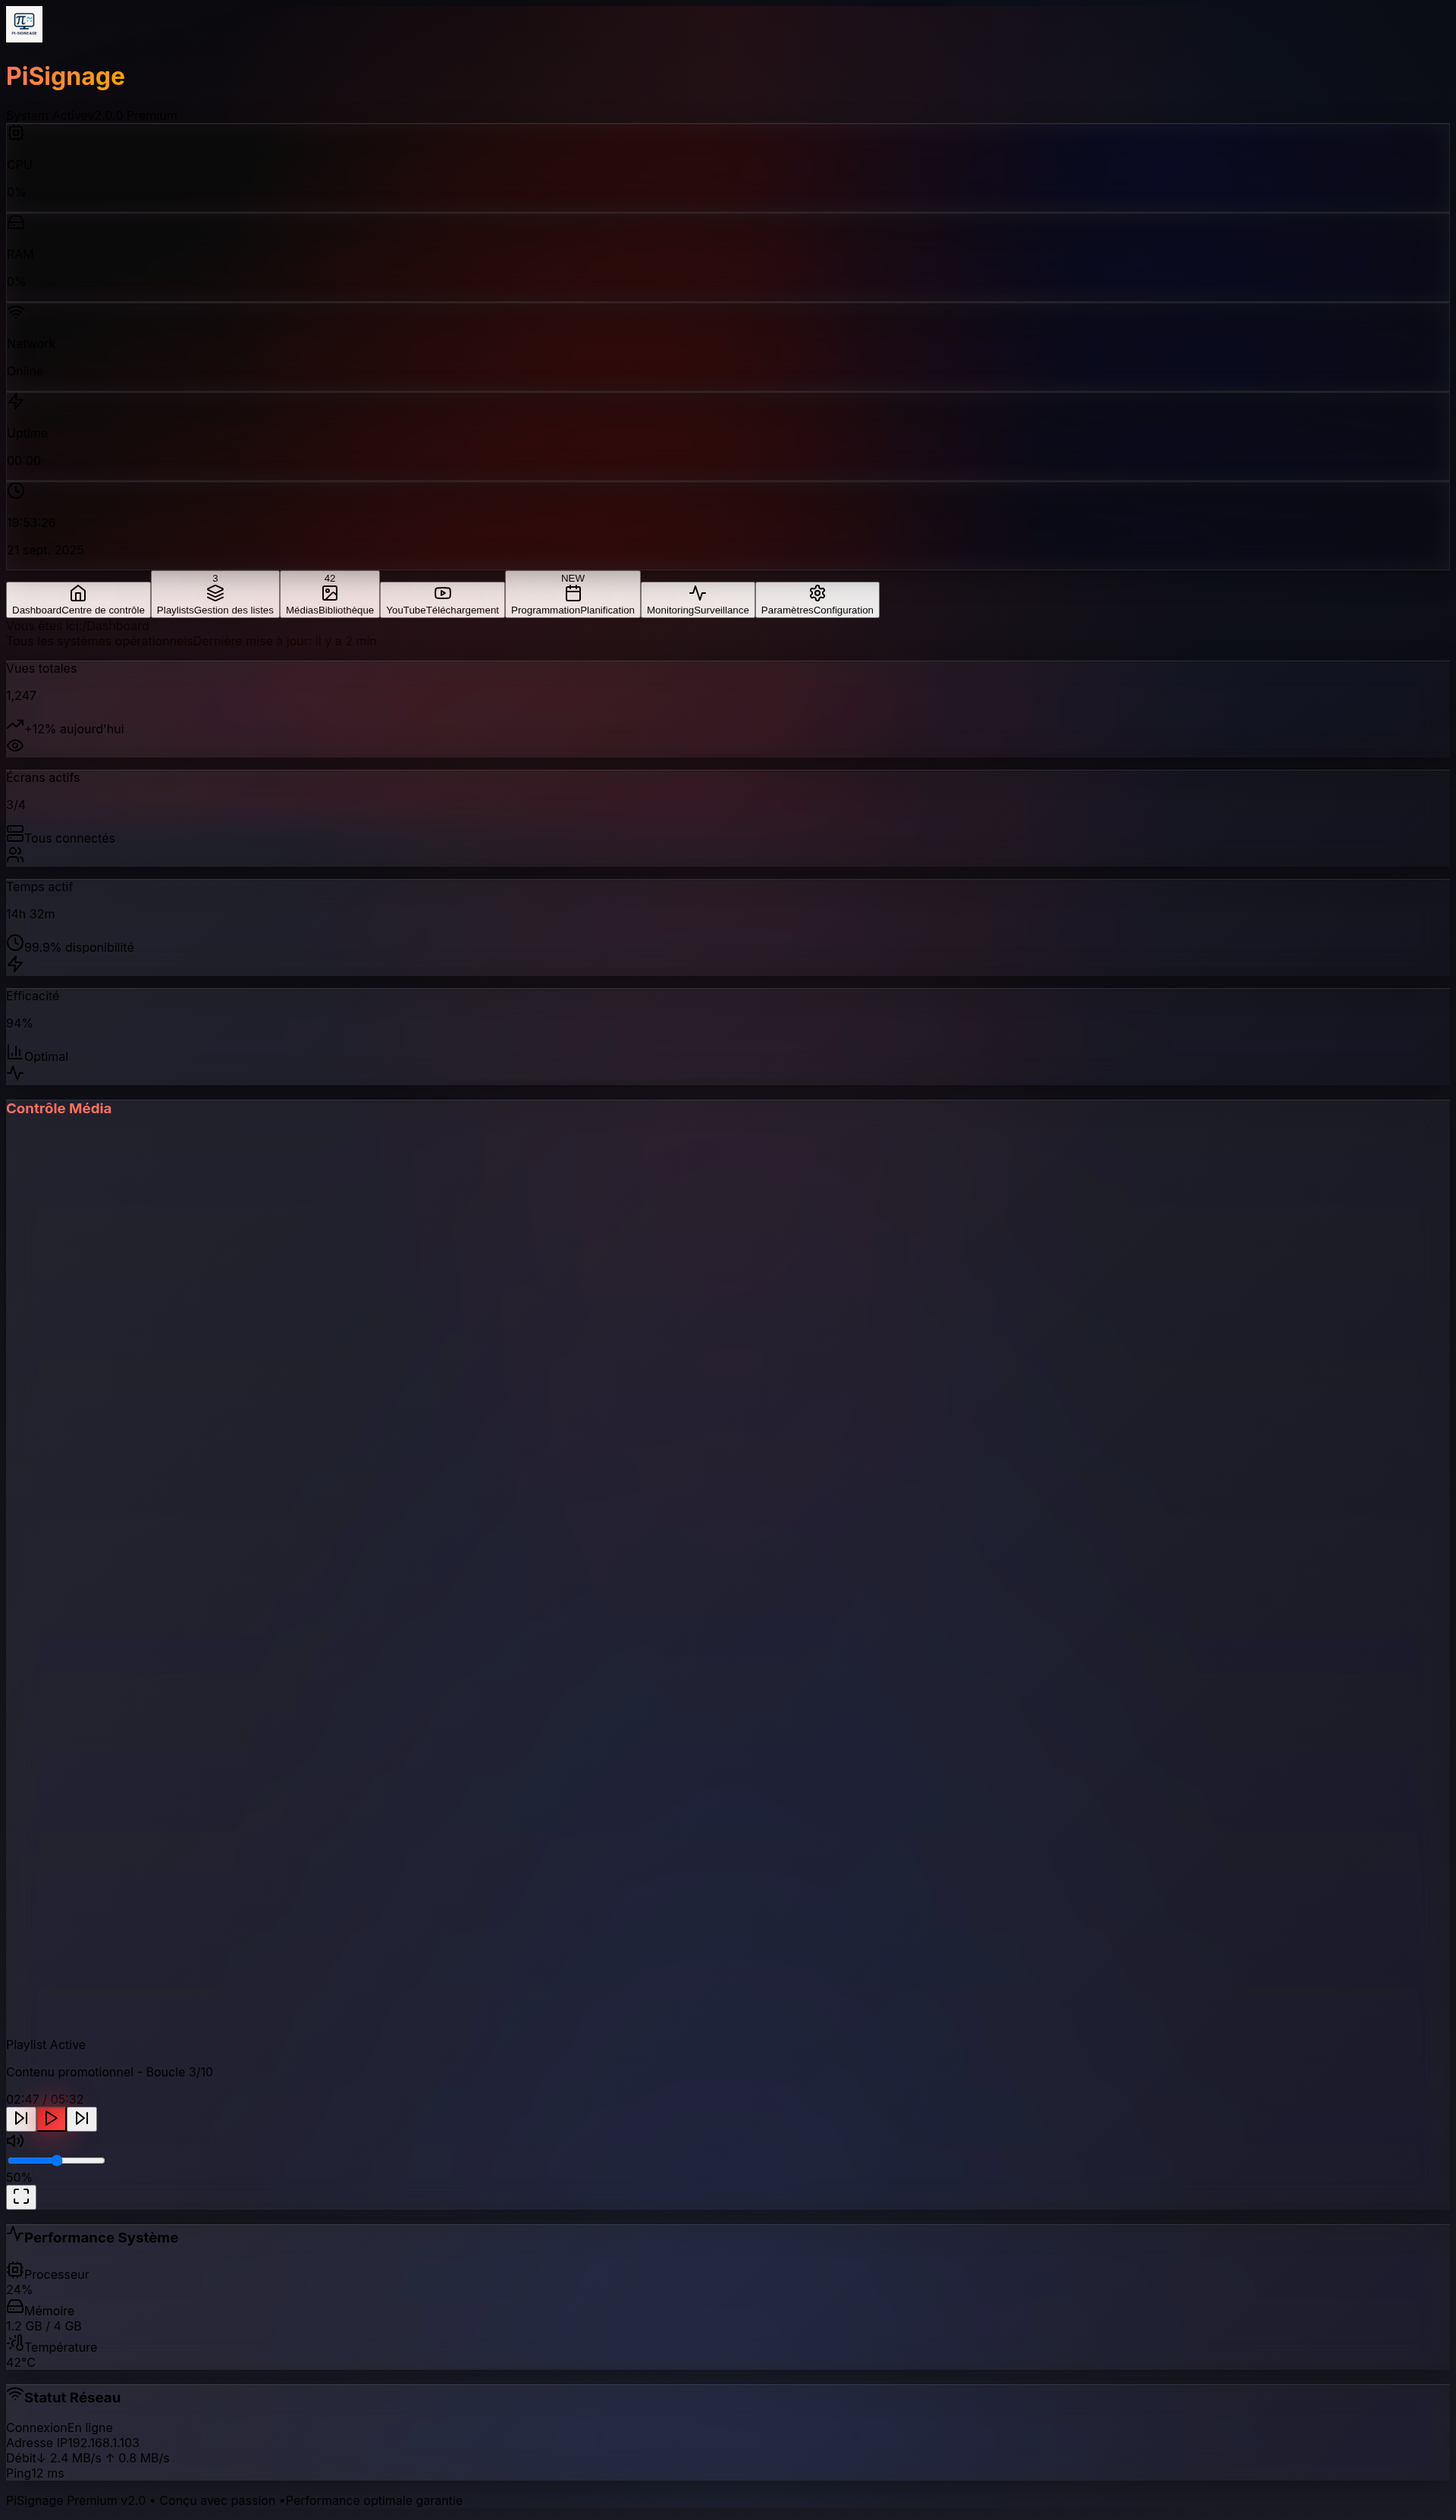 PI-SIGNAGE
PiSignage
System Activev2.0.0 Premium
CPU
0%
RAM
0%
Network
Online
Uptime
00:00
19:53:26
21 sept. 2025
3
42
NEW
DashboardCentre de contrôle
PlaylistsGestion des listes
MédiasBibliothèque
YouTubeTéléchargement
ProgrammationPlanification
MonitoringSurveillance
ParamètresConfiguration
Vous êtes ici:/Dashboard
Tous les systèmes opérationnelsDernière mise à jour: il y a 2 min
Vues totales
1,247
+12% aujourd'hui
Écrans actifs
3/4
Tous connectés
Temps actif
14h 32m
99.9% disponibilité
Efficacité
94%
Optimal
Contrôle Média
Playlist Active
Contenu promotionnel - Boucle 3/10
02:47 / 05:32
50%
Performance Système
Processeur
24%
Mémoire
1.2 GB / 4 GB
Température
42°C
Statut Réseau
ConnexionEn ligne
Adresse IP192.168.1.103
Débit↓ 2.4 MB/s ↑ 0.8 MB/s
Ping12 ms
PiSignage Premium v2.0 • Conçu avec passion •Performance optimale garantie